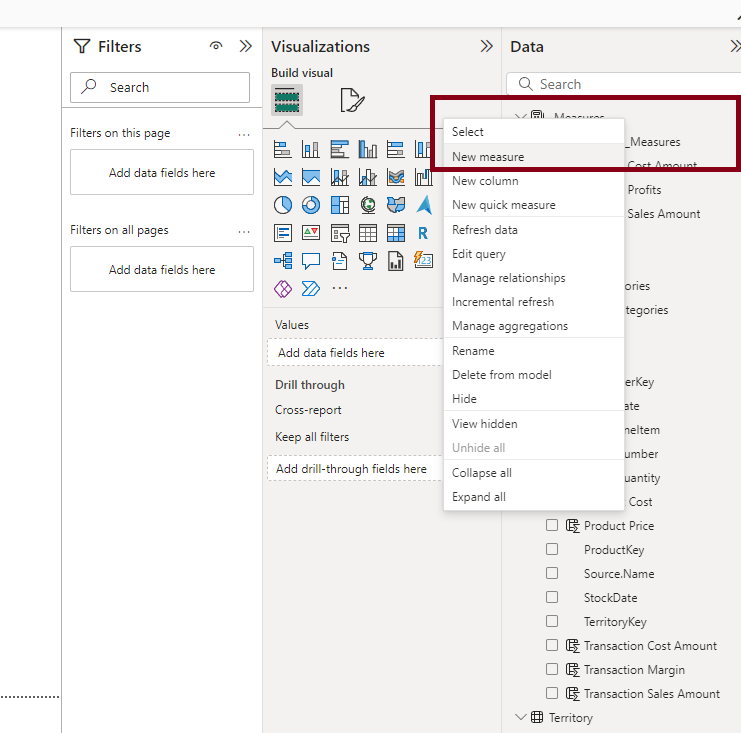 Filters
Search
Filters on this page
...
Add data fields here
Filters on all pages
...
Add data fields here
Visualizations
Build visual
R
123
...
Values
Add data fields here
Drill through
Cross-report
Keep all filters
Add drill-through fields here
Data
Search
Measures
_Measures
Cost Amount
Profits
Sales Amount
ories
tegories
erKey
ate
neItem
umber
uantity
Cost
Product Price
ProductKey
Source.Name
StockDate
TerritoryKey
Transaction Cost Amount
Transaction Margin
Transaction Sales Amount
Territory
Select
New measure
New column
New quick measure
Refresh data
Edit query
Manage relationships
Incremental refresh
Manage aggregations
Rename
Delete from model
Hide
View hidden
Unhide all
Collapse all
Expand all